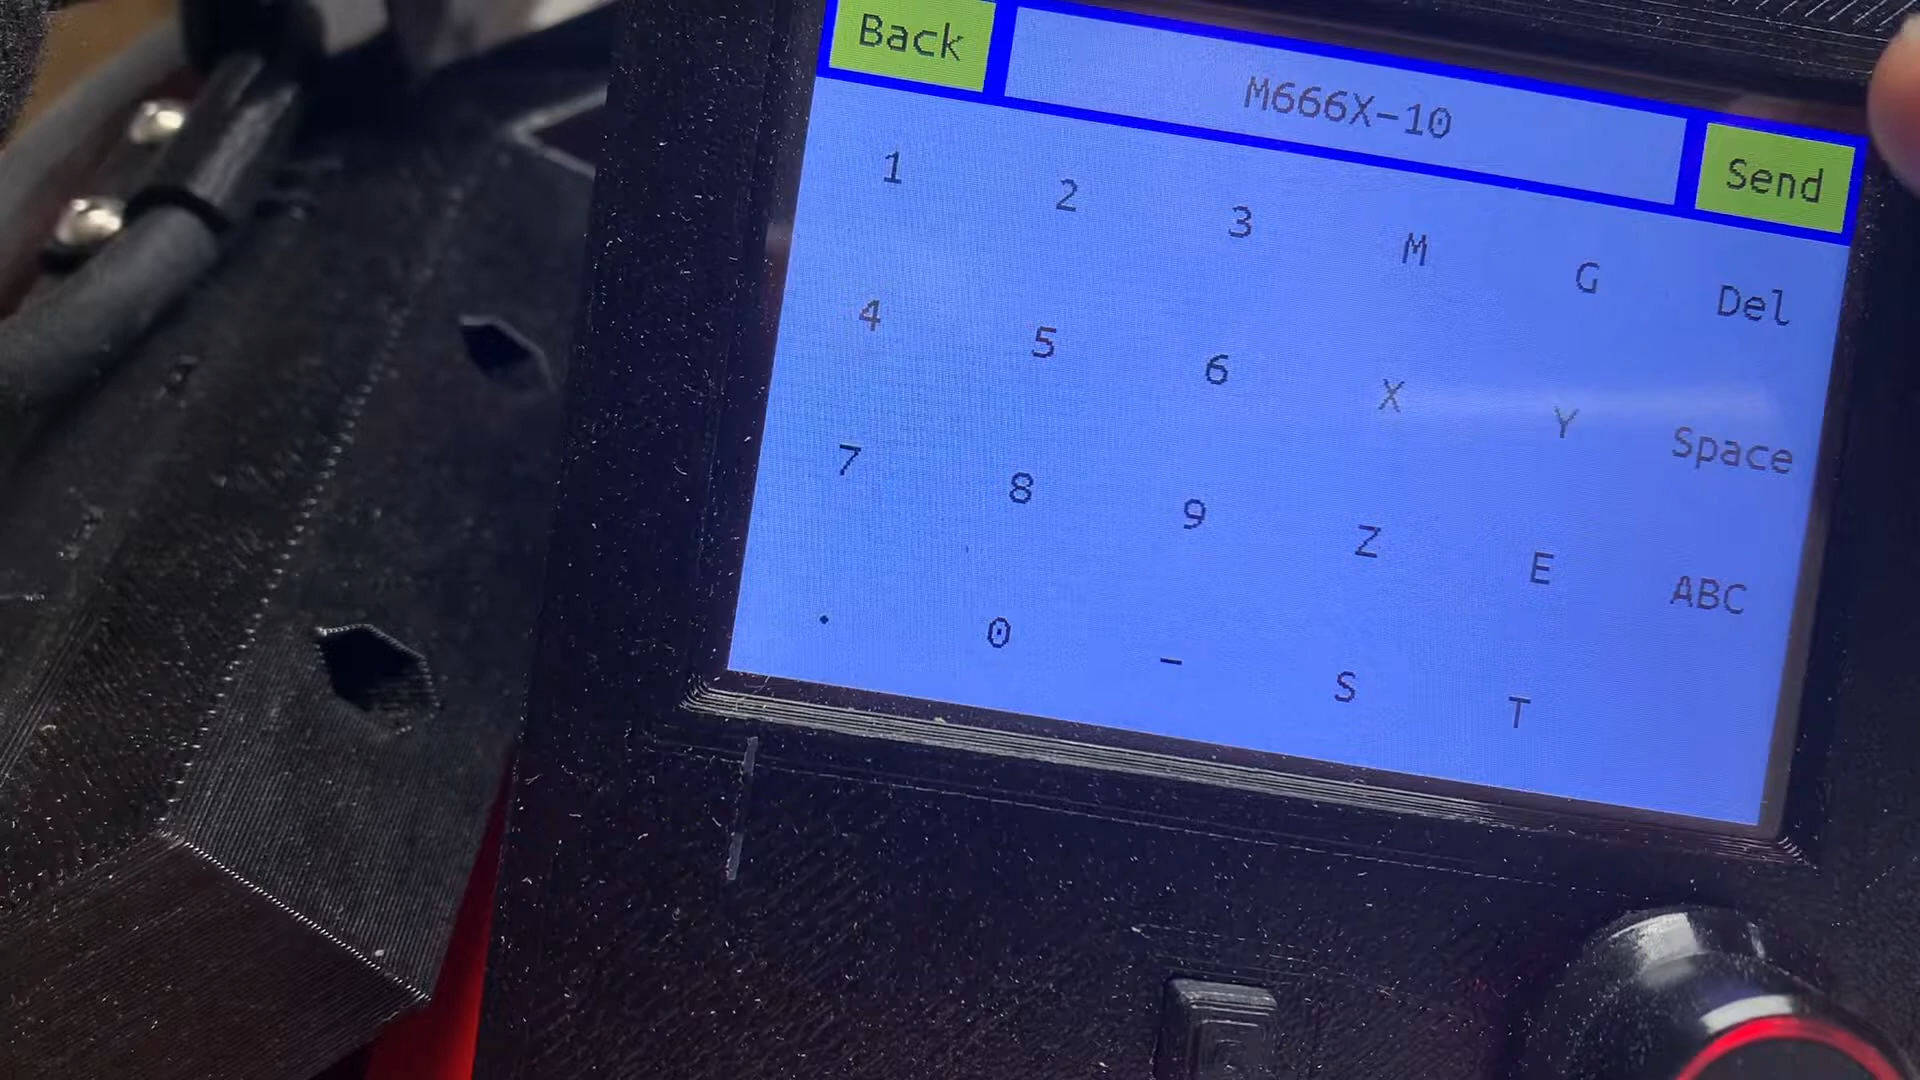 Back M666X-10 Send
1 2 3 M G Del
4 5 6 X Y Space
7 8 9 Z E ABC
. 0 - S T